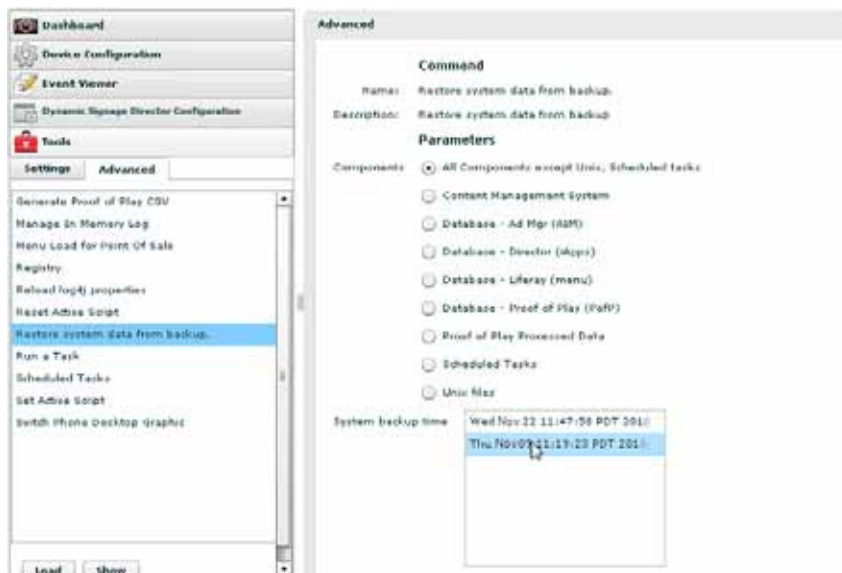 Dashboard
Device Configuration
Event Viewer
Dynamic Signage Director Configuration
Tools
Settings
Advanced
Generate Proof of Play CSV
Manage In Memory Log
Menu Load for Point Of Sale
Registry
Reload log4j properties
Reset Active Script
Restore system data from backup.
Run a Task
Scheduled Tasks
Set Active Script
Switch Phone Desktop Graphic
Load
Show
Advanced
Command
Name: Restore system data from backup.
Description: Restore system data from backup
Parameters
Components
All Components except Unix, Scheduled tasks
Content Management System
Database - Ad Mgr (ABM)
Database - Director (iApps)
Database - Liferay (menu)
Database - Proof of Play (PofP)
Proof of Play Processed Data
Scheduled Tasks
Unix files
System backup time
Wed Nov 22 11:47:58 PDT 201
Thu Nov 11:19:23 PDT 201